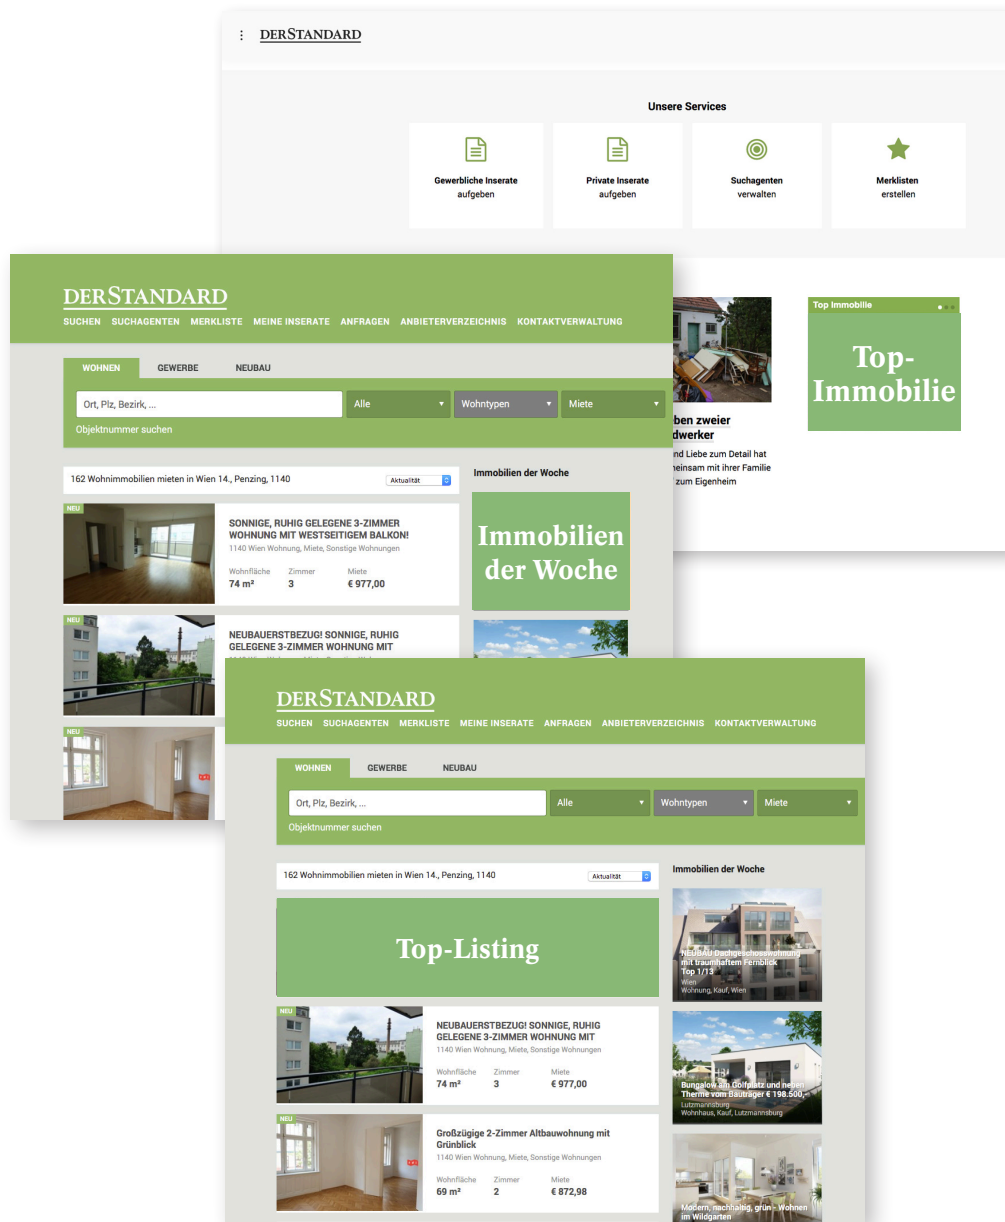 DERSTANDARD
Unsere Services
Gewerbliche Inserate
aufgeben
Private Inserate
aufgeben
Suchagenten
verwalten
Merklisten
erstellen
Top Immobilie
Top-
Immobilie
ben zweier
dwerker
nd Liebe zum Detail hat
einsam mit ihrer Familie
zum Eigenheim
DERSTANDARD
SUCHEN SUCHAGENTEN MERKLISTE MEINE INSERATE ANFRAGEN ANBIETERVERZEICHNIS KONTAKTVERWALTUNG
WOHNEN GEWERBE NEUBAU
Ort, Plz, Bezirk, ... Alle Wohntypen Miete
Objektnummer suchen
162 Wohnimmobilien mieten in Wien 14., Penzing, 1140 Aktualität
Immobilien der Woche
Immobilien
der Woche
NEU
SONNIGE, RUHIG GELEGENE 3-ZIMMER
WOHNUNG MIT WESTSEITIGEM BALKON!
1140 Wien Wohnung, Miete, Sonstige Wohnungen
Wohnfläche Zimmer Miete
74 m² 3 € 977,00
NEU
NEUBAUERSTBEZUG! SONNIGE, RUHIG
GELEGENE 3-ZIMMER WOHNUNG MIT
NEU
DERSTANDARD
SUCHEN SUCHAGENTEN MERKLISTE MEINE INSERATE ANFRAGEN ANBIETERVERZEICHNIS KONTAKTVERWALTUNG
WOHNEN GEWERBE NEUBAU
Ort, Plz, Bezirk, ... Alle Wohntypen Miete
Objektnummer suchen
162 Wohnimmobilien mieten in Wien 14., Penzing, 1140 Aktualität
Top-Listing
NEU
NEUBAUERSTBEZUG! SONNIGE, RUHIG
GELEGENE 3-ZIMMER WOHNUNG MIT
1140 Wien Wohnung, Miete, Sonstige Wohnungen
Wohnfläche Zimmer Miete
74 m² 3 € 977,00
NEU
Großzügige 2-Zimmer Altbauwohnung mit
Grünblick
1140 Wien Wohnung, Miete, Sonstige Wohnungen
Wohnfläche Zimmer Miete
69 m² 2 € 872,98
Immobilien der Woche
NEUBAU Dachgeschosswohnung
mit traumhaftem Fernblick
Top 1/13
Wien
Wohnung, Kauf, Wien
Bungalow am Golfplatz und neben
Therme vom Bauträger € 198.500,-
Lutzmannsburg
Wohnhaus, Kauf, Lutzmannsburg
Modern, nachhaltig, grün - Wohnen
im Wildgarten